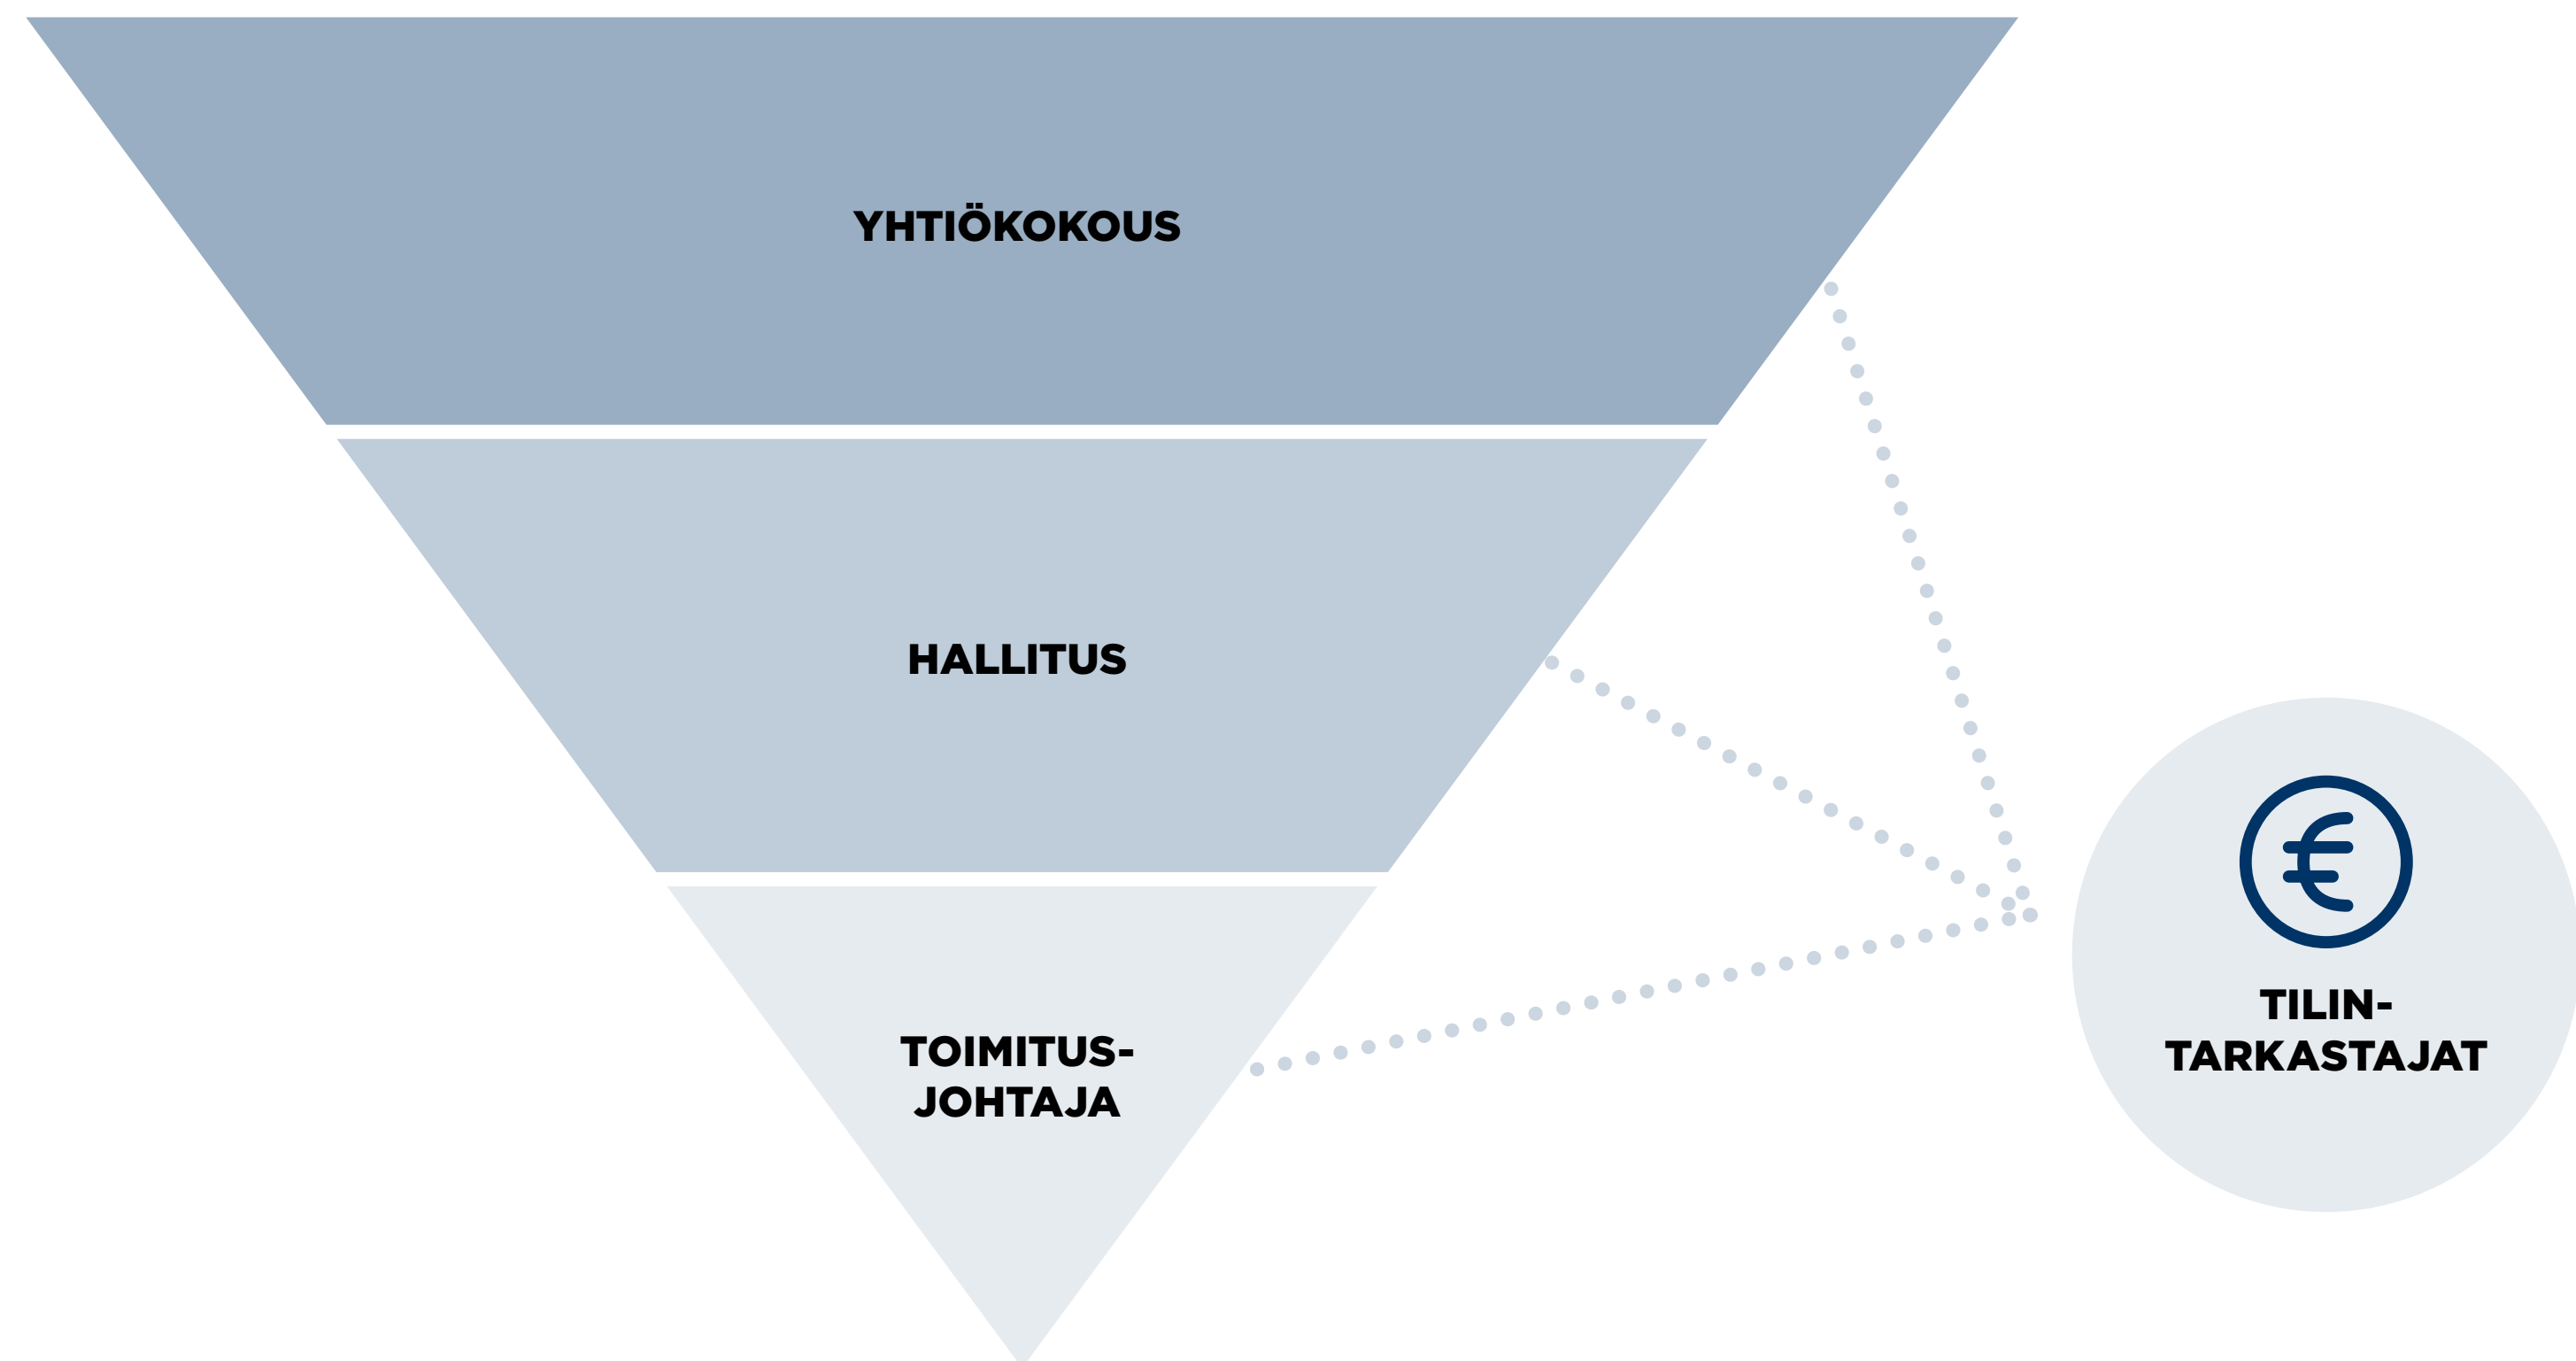 YHTIÖKOKOUS
HALLITUS
TOIMITUS-
JOHTAJA
TILIN-
TARKASTAJAT